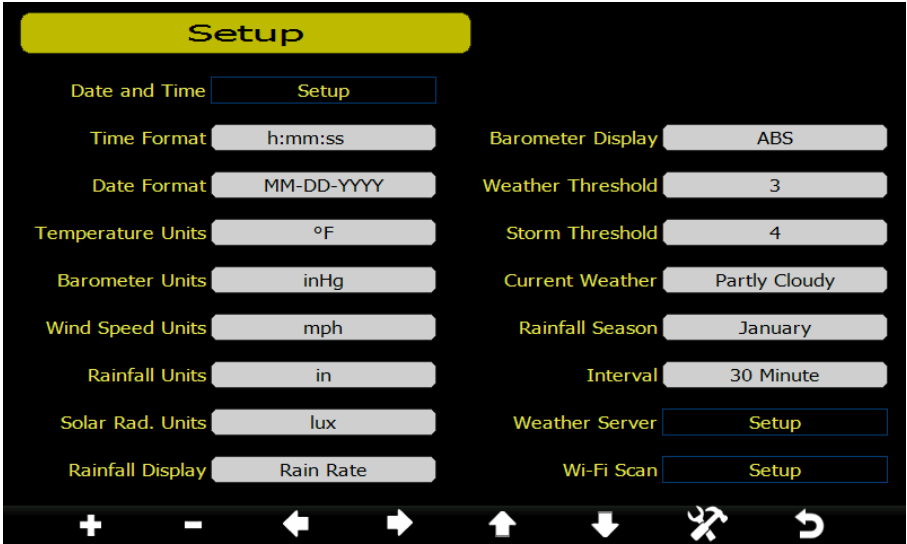 Setup
Date and Time Setup
Time Format h:mm:ss Barometer Display ABS
Date Format MM-DD-YYYY Weather Threshold 3
Temperature Units °F Storm Threshold 4
Barometer Units inHg Current Weather Partly Cloudy
Wind Speed Units mph Rainfall Season January
Rainfall Units in Interval 30 Minute
Solar Rad. Units lux Weather Server Setup
Rainfall Display Rain Rate Wi-Fi Scan Setup